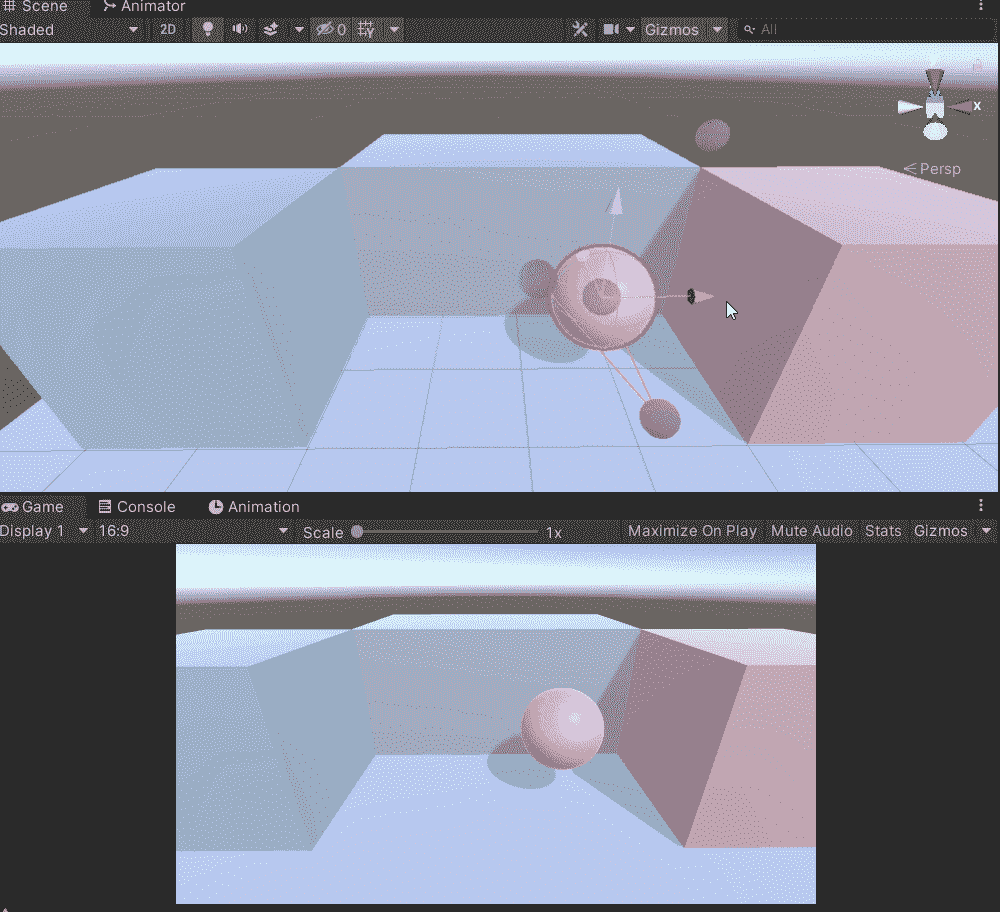 Scene Animator
Shaded 2D 0 Gizmos All
x
Persp
Game Console Animation
Display 1 16:9 Scale 1x Maximize On Play Mute Audio Stats Gizmos